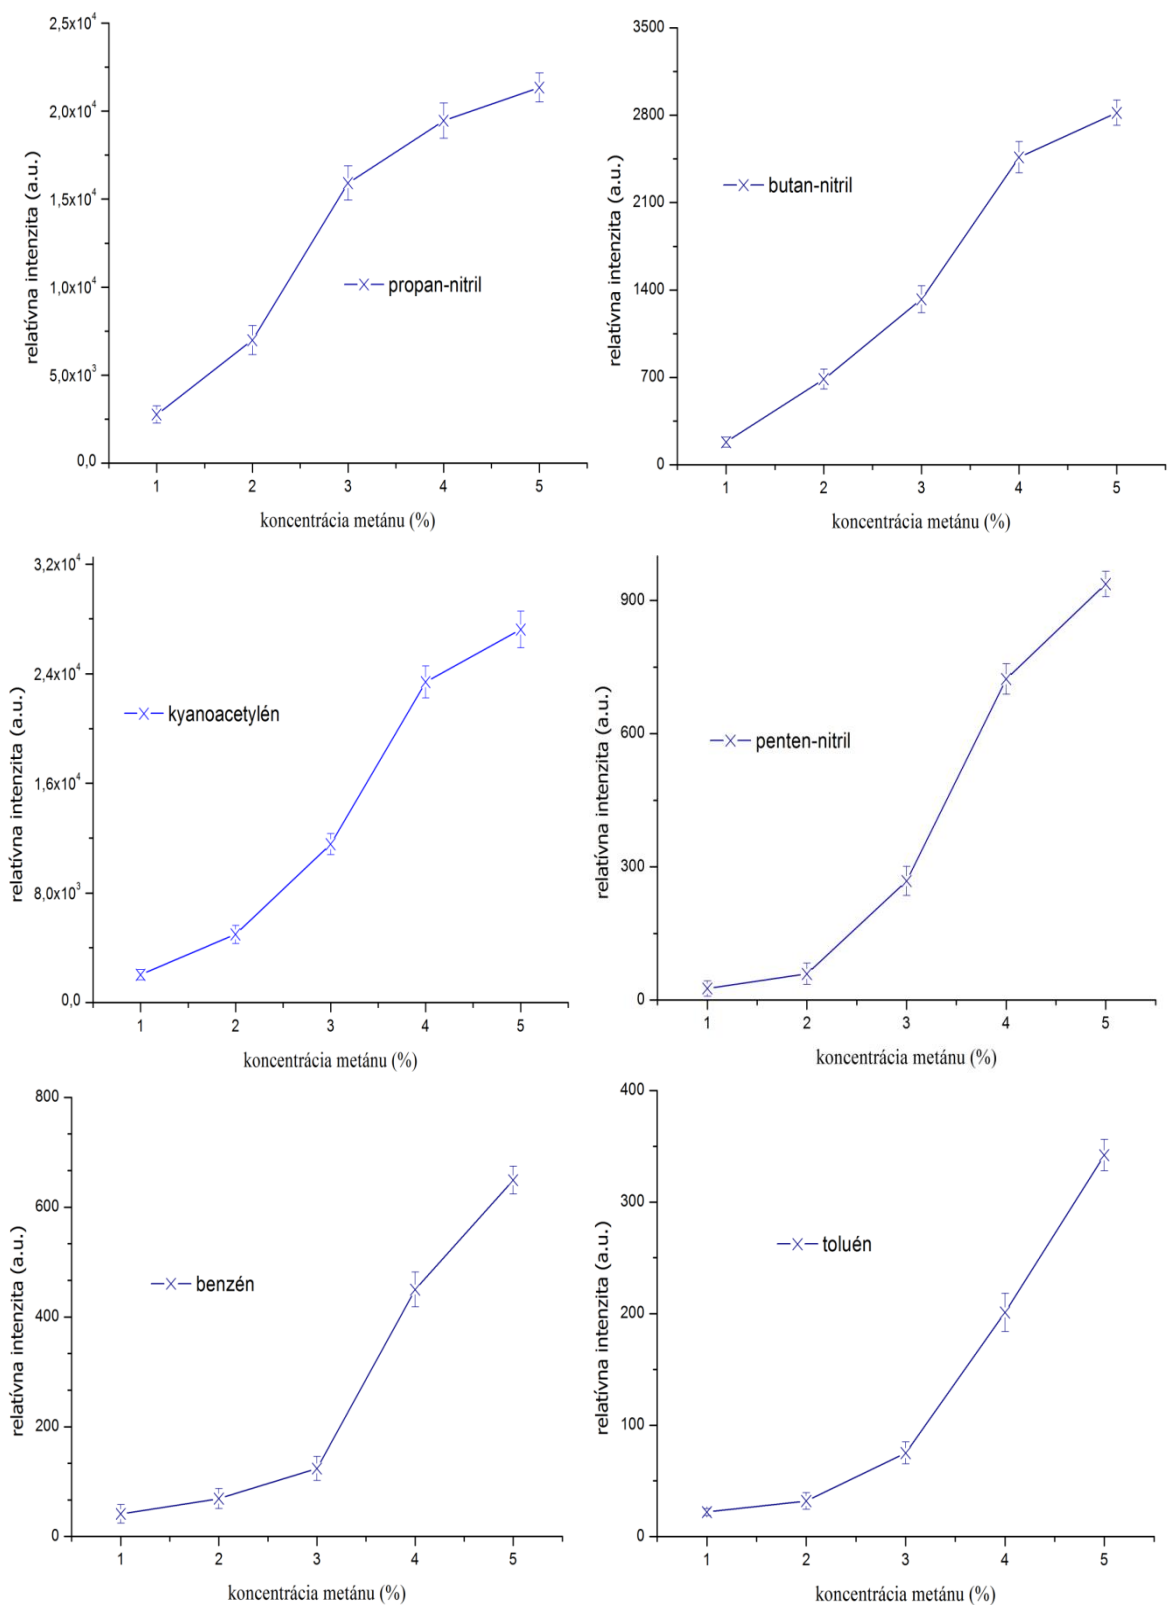 2,5x10⁴
2,0x10⁴
1,5x10⁴
1,0x10⁴
5,0x10³
0,0
relatívna intenzita (a.u.)
propan-nitril
1 2 3 4 5
koncentrácia metánu (%)
3500
2800
2100
1400
700
0
relatívna intenzita (a.u.)
butan-nitril
1 2 3 4 5
koncentrácia metánu (%)
3,2x10⁴
2,4x10⁴
1,6x10⁴
8,0x10³
0,0
relatívna intenzita (a.u.)
kyanoacetylén
1 2 3 4 5
koncentrácia metánu (%)
900
600
300
0
relatívna intenzita (a.u.)
penten-nitril
1 2 3 4 5
koncentrácia metánu (%)
800
600
400
200
0
relatívna intenzita (a.u.)
benzén
1 2 3 4 5
koncentrácia metánu (%)
400
300
200
100
0
relatívna intenzita (a.u.)
toluén
1 2 3 4 5
koncentrácia metánu (%)